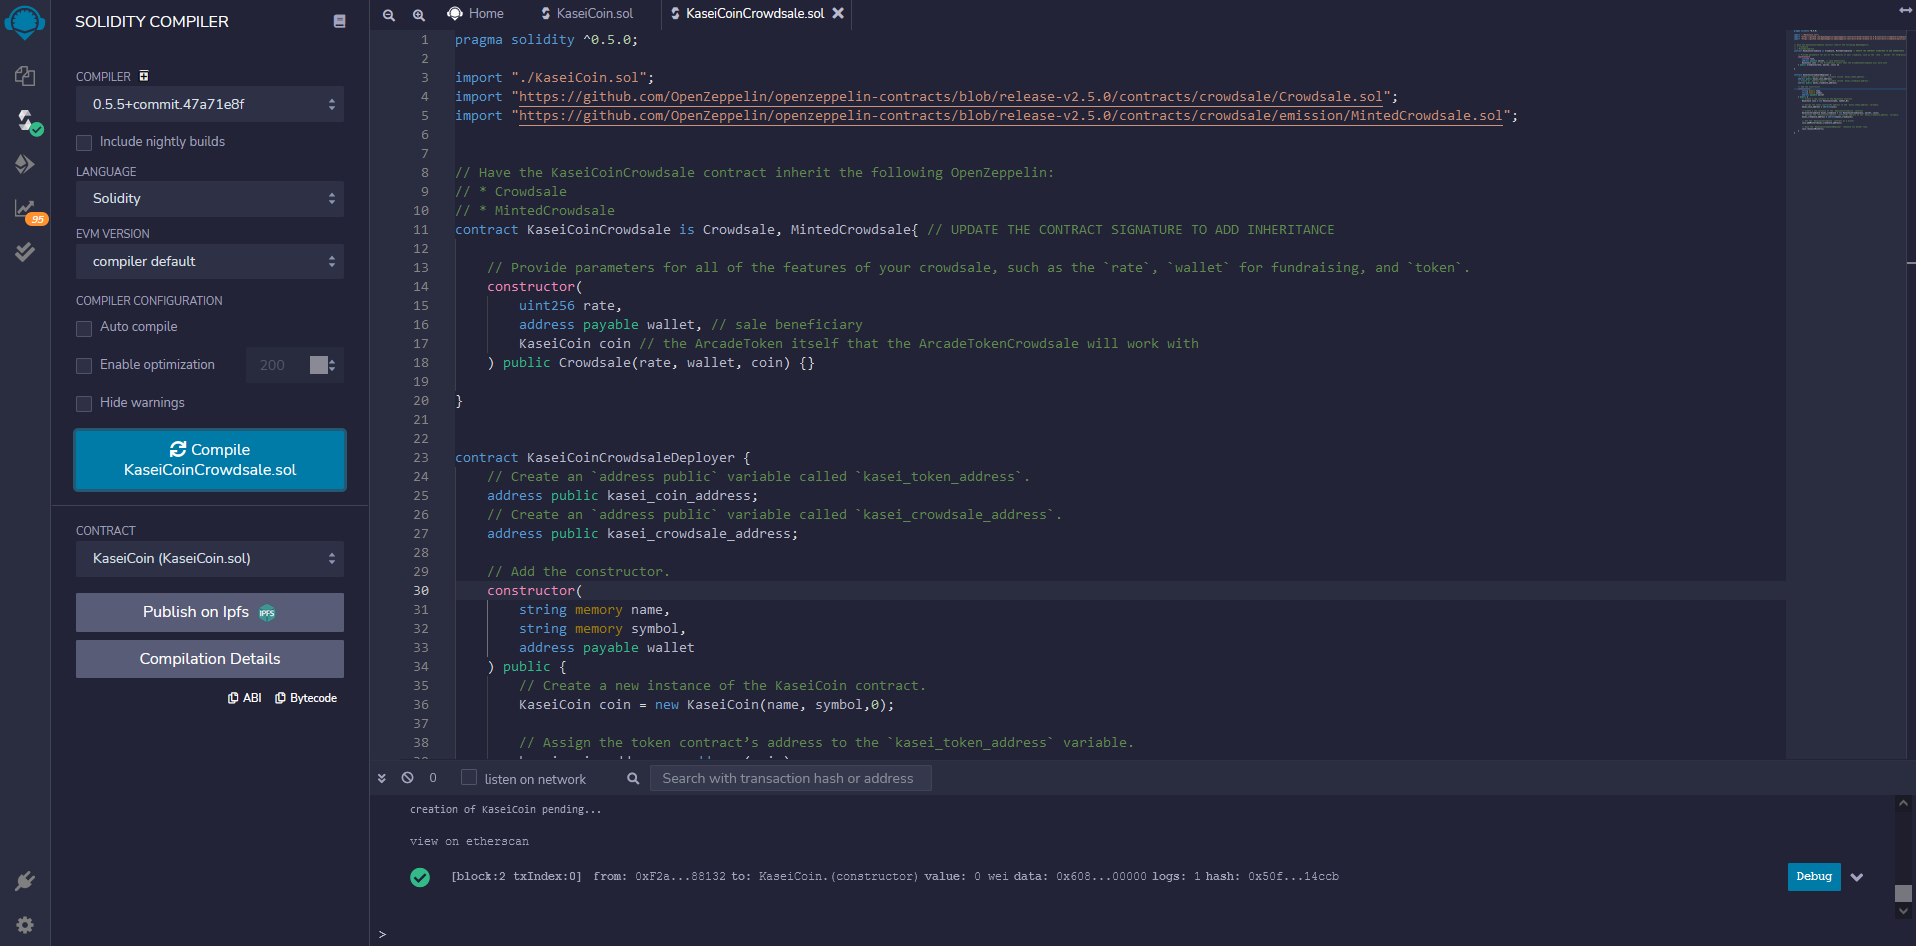 SOLIDITY COMPILER
COMPILER
0.5.5+commit.47a71e8f
Include nightly builds
LANGUAGE
Solidity
EVM VERSION
compiler default
COMPILER CONFIGURATION
Auto compile
Enable optimization 200
Hide warnings
Compile
KaseiCoinCrowdsale.sol
CONTRACT
KaseiCoin (KaseiCoin.sol)
Publish on Ipfs IPFS
Compilation Details
ABI Bytecode
95
Home KaseiCoin.sol KaseiCoinCrowdsale.sol
1 pragma solidity ^0.5.0;
2
3 import "./KaseiCoin.sol";
4 import "https://github.com/OpenZeppelin/openzeppelin-contracts/blob/release-v2.5.0/contracts/crowdsale/Crowdsale.sol";
5 import "https://github.com/OpenZeppelin/openzeppelin-contracts/blob/release-v2.5.0/contracts/crowdsale/emission/MintedCrowdsale.sol";
6
7
8 // Have the KaseiCoinCrowdsale contract inherit the following OpenZeppelin:
9 // * Crowdsale
10 // * MintedCrowdsale
11 contract KaseiCoinCrowdsale is Crowdsale, MintedCrowdsale{ // UPDATE THE CONTRACT SIGNATURE TO ADD INHERITANCE
12
13 // Provide parameters for all of the features of your crowdsale, such as the `rate`, `wallet` for fundraising, and `token`.
14 constructor(
15 uint256 rate,
16 address payable wallet, // sale beneficiary
17 KaseiCoin coin // the ArcadeToken itself that the ArcadeTokenCrowdsale will work with
18 ) public Crowdsale(rate, wallet, coin) {}
19
20 }
21
22
23 contract KaseiCoinCrowdsaleDeployer {
24 // Create an `address public` variable called `kasei_token_address`.
25 address public kasei_coin_address;
26 // Create an `address public` variable called `kasei_crowdsale_address`.
27 address public kasei_crowdsale_address;
28
29 // Add the constructor.
30 constructor(
31 string memory name,
32 string memory symbol,
33 address payable wallet
34 ) public {
35 // Create a new instance of the KaseiCoin contract.
36 KaseiCoin coin = new KaseiCoin(name, symbol,0);
37
38 // Assign the token contract’s address to the `kasei_token_address` variable.
0 listen on network Search with transaction hash or address
creation of KaseiCoin pending...
view on etherscan
[block:2 txIndex:0] from: 0xF2a...88132 to: KaseiCoin.(constructor) value: 0 wei data: 0x608...00000 logs: 1 hash: 0x50f...14ccb
Debug
>